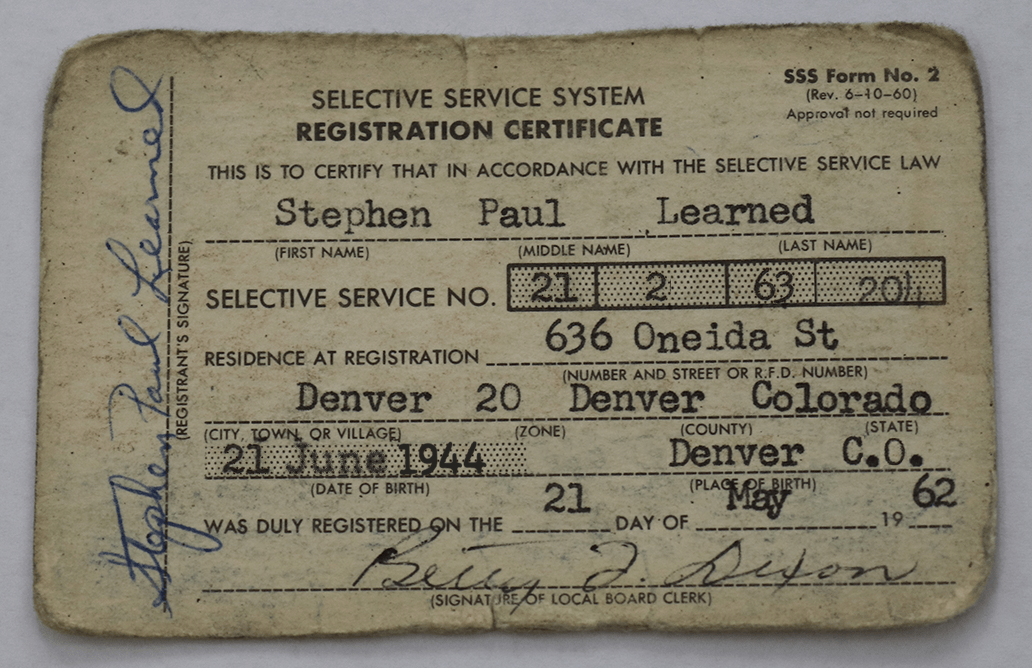 SSS Form No. 2
(Rev. 6-10-60)
Approval not required
SELECTIVE SERVICE SYSTEM
REGISTRATION CERTIFICATE
THIS IS TO CERTIFY THAT IN ACCORDANCE WITH THE SELECTIVE SERVICE LAW
Stephen Paul Learned
(FIRST NAME) (MIDDLE NAME) (LAST NAME)
SELECTIVE SERVICE NO. 21 2 63 204
636 Oneida St
RESIDENCE AT REGISTRATION
(NUMBER AND STREET OR R.F.D. NUMBER)
Denver 20 Denver Colorado
(CITY, TOWN, OR VILLAGE) (ZONE) (COUNTY) (STATE)
21 June 1944 Denver C.O.
(DATE OF BIRTH) (PLACE OF BIRTH)
WAS DULY REGISTERED ON THE 21 DAY OF May 19 62
Betty Dixon
(SIGNATURE OF LOCAL BOARD CLERK)
Stephen Paul Learned
(REGISTRANT'S SIGNATURE)